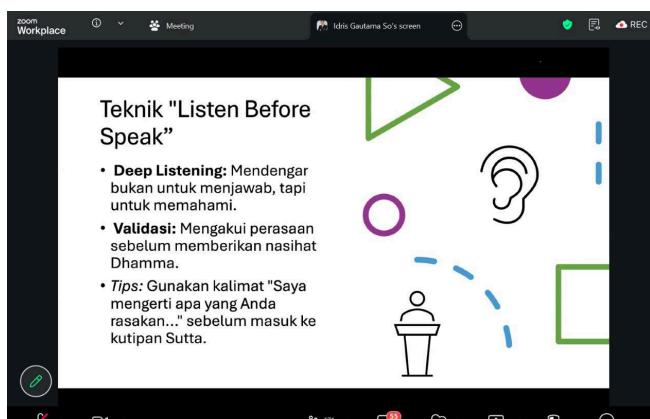 zoom
Workplace
Meeting
Idris Gautama So's screen
REC
Teknik "Listen Before
Speak”
• Deep Listening: Mendengar
bukan untuk menjawab, tapi
untuk memahami.
• Validasi: Mengakui perasaan
sebelum memberikan nasihat
Dhamma.
• Tips: Gunakan kalimat "Saya
mengerti apa yang Anda
rasakan..." sebelum masuk ke
kutipan Sutta.
55